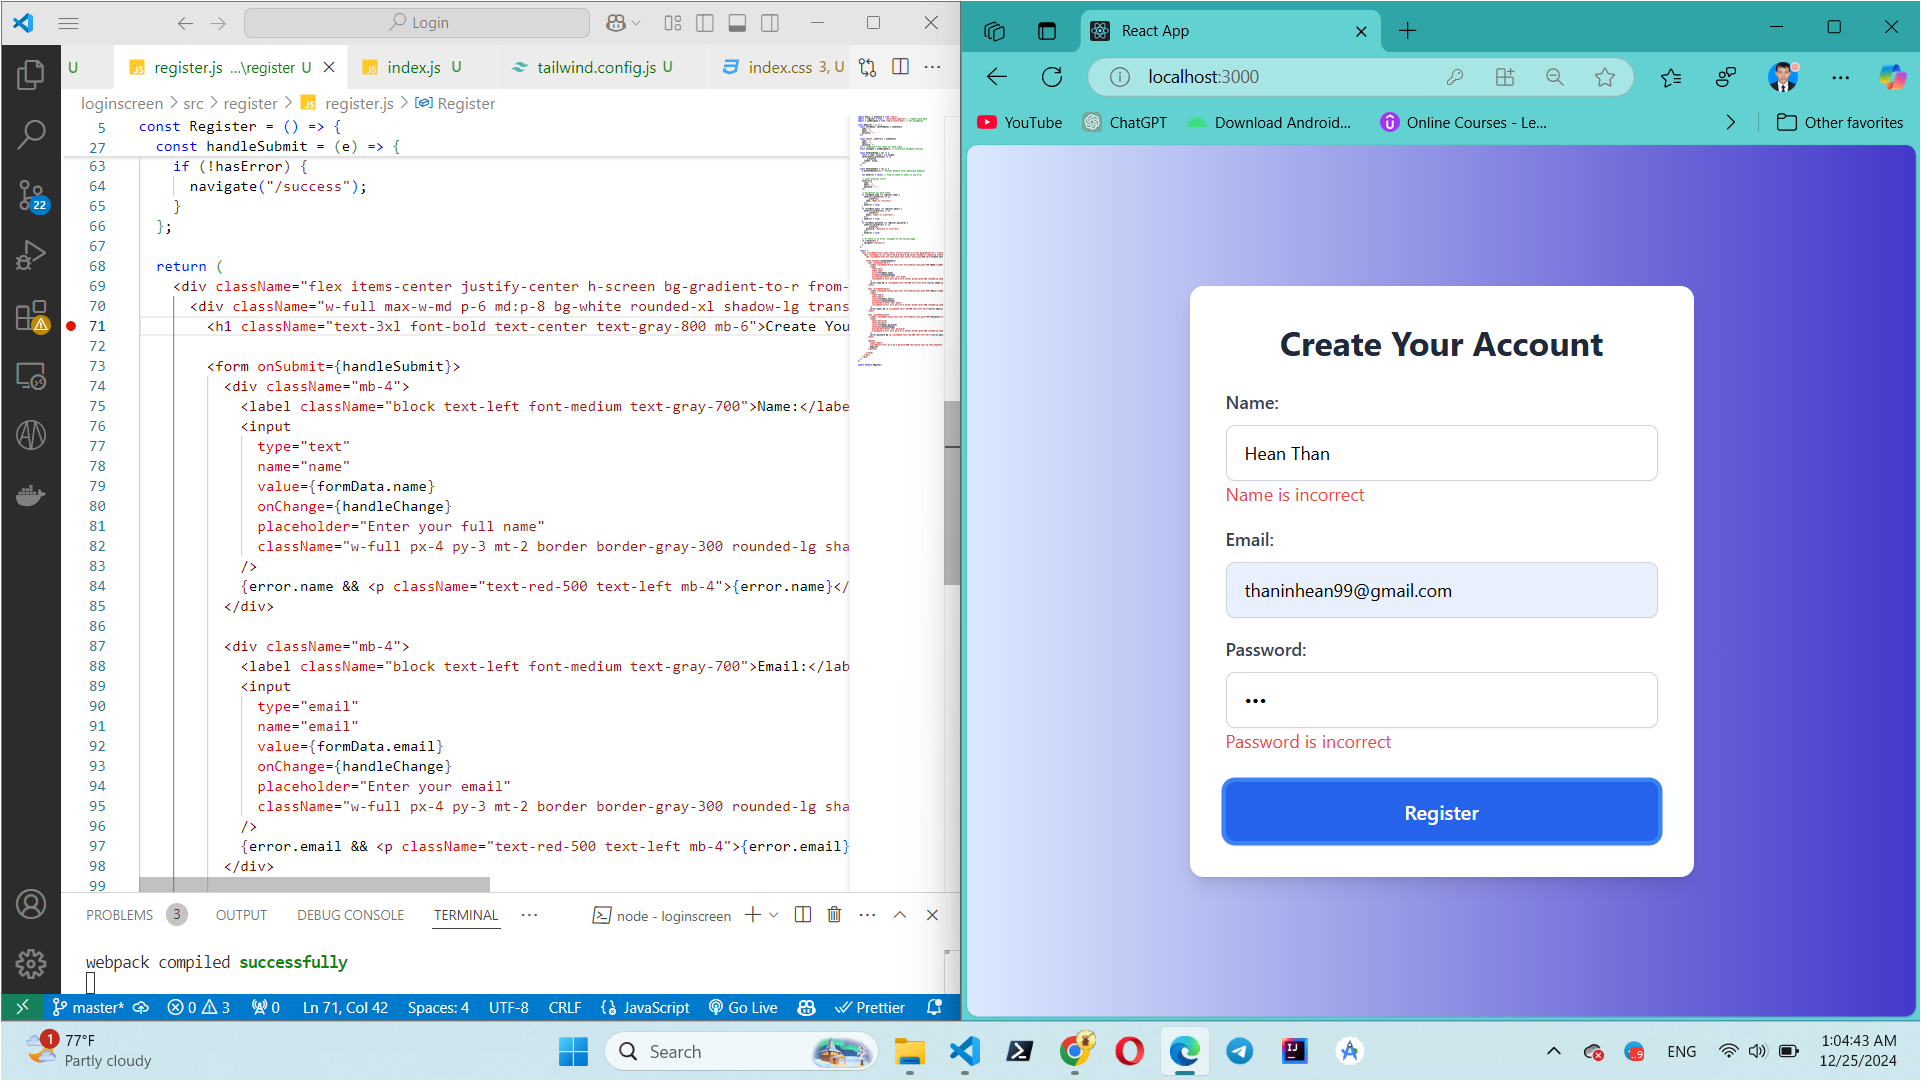 Login
U
register.js ...\register U
index.js U
tailwind.config.js U
index.css 3, U
loginscreen > src > register > JS register.js > Register
5 const Register = () => {
27 const handleSubmit = (e) => {
63 if (!hasError) {
64 navigate("/success");
65 }
66 };
67
68 return (
69 <div className="flex items-center justify-center h-screen bg-gradient-to-r from-
70 <div className="w-full max-w-md p-6 md:p-8 bg-white rounded-xl shadow-lg trans
71 <h1 className="text-3xl font-bold text-center text-gray-800 mb-6">Create You
72
73 <form onSubmit={handleSubmit}>
74 <div className="mb-4">
75 <label className="block text-left font-medium text-gray-700">Name:</labe
76 <input
77 type="text"
78 name="name"
79 value={formData.name}
80 onChange={handleChange}
81 placeholder="Enter your full name"
82 className="w-full px-4 py-3 mt-2 border border-gray-300 rounded-lg sha
83 />
84 {error.name && <p className="text-red-500 text-left mb-4">{error.name}</
85 </div>
86
87 <div className="mb-4">
88 <label className="block text-left font-medium text-gray-700">Email:</lab
89 <input
90 type="email"
91 name="email"
92 value={formData.email}
93 onChange={handleChange}
94 placeholder="Enter your email"
95 className="w-full px-4 py-3 mt-2 border border-gray-300 rounded-lg sha
96 />
97 {error.email && <p className="text-red-500 text-left mb-4">{error.email}
98 </div>
99
22
PROBLEMS 3 OUTPUT DEBUG CONSOLE TERMINAL ... node - loginscreen
webpack compiled successfully
master* 0 3 0 Ln 71, Col 42 Spaces: 4 UTF-8 CRLF JavaScript Go Live Prettier
React App
localhost:3000
YouTube ChatGPT Download Android... Online Courses - Le... Other favorites
Create Your Account
Name:
Hean Than
Name is incorrect
Email:
thaninhean99@gmail.com
Password:
•••
Password is incorrect
Register
1
77°F
Partly cloudy
Search
IJ
..9
ENG
1:04:43 AM
12/25/2024